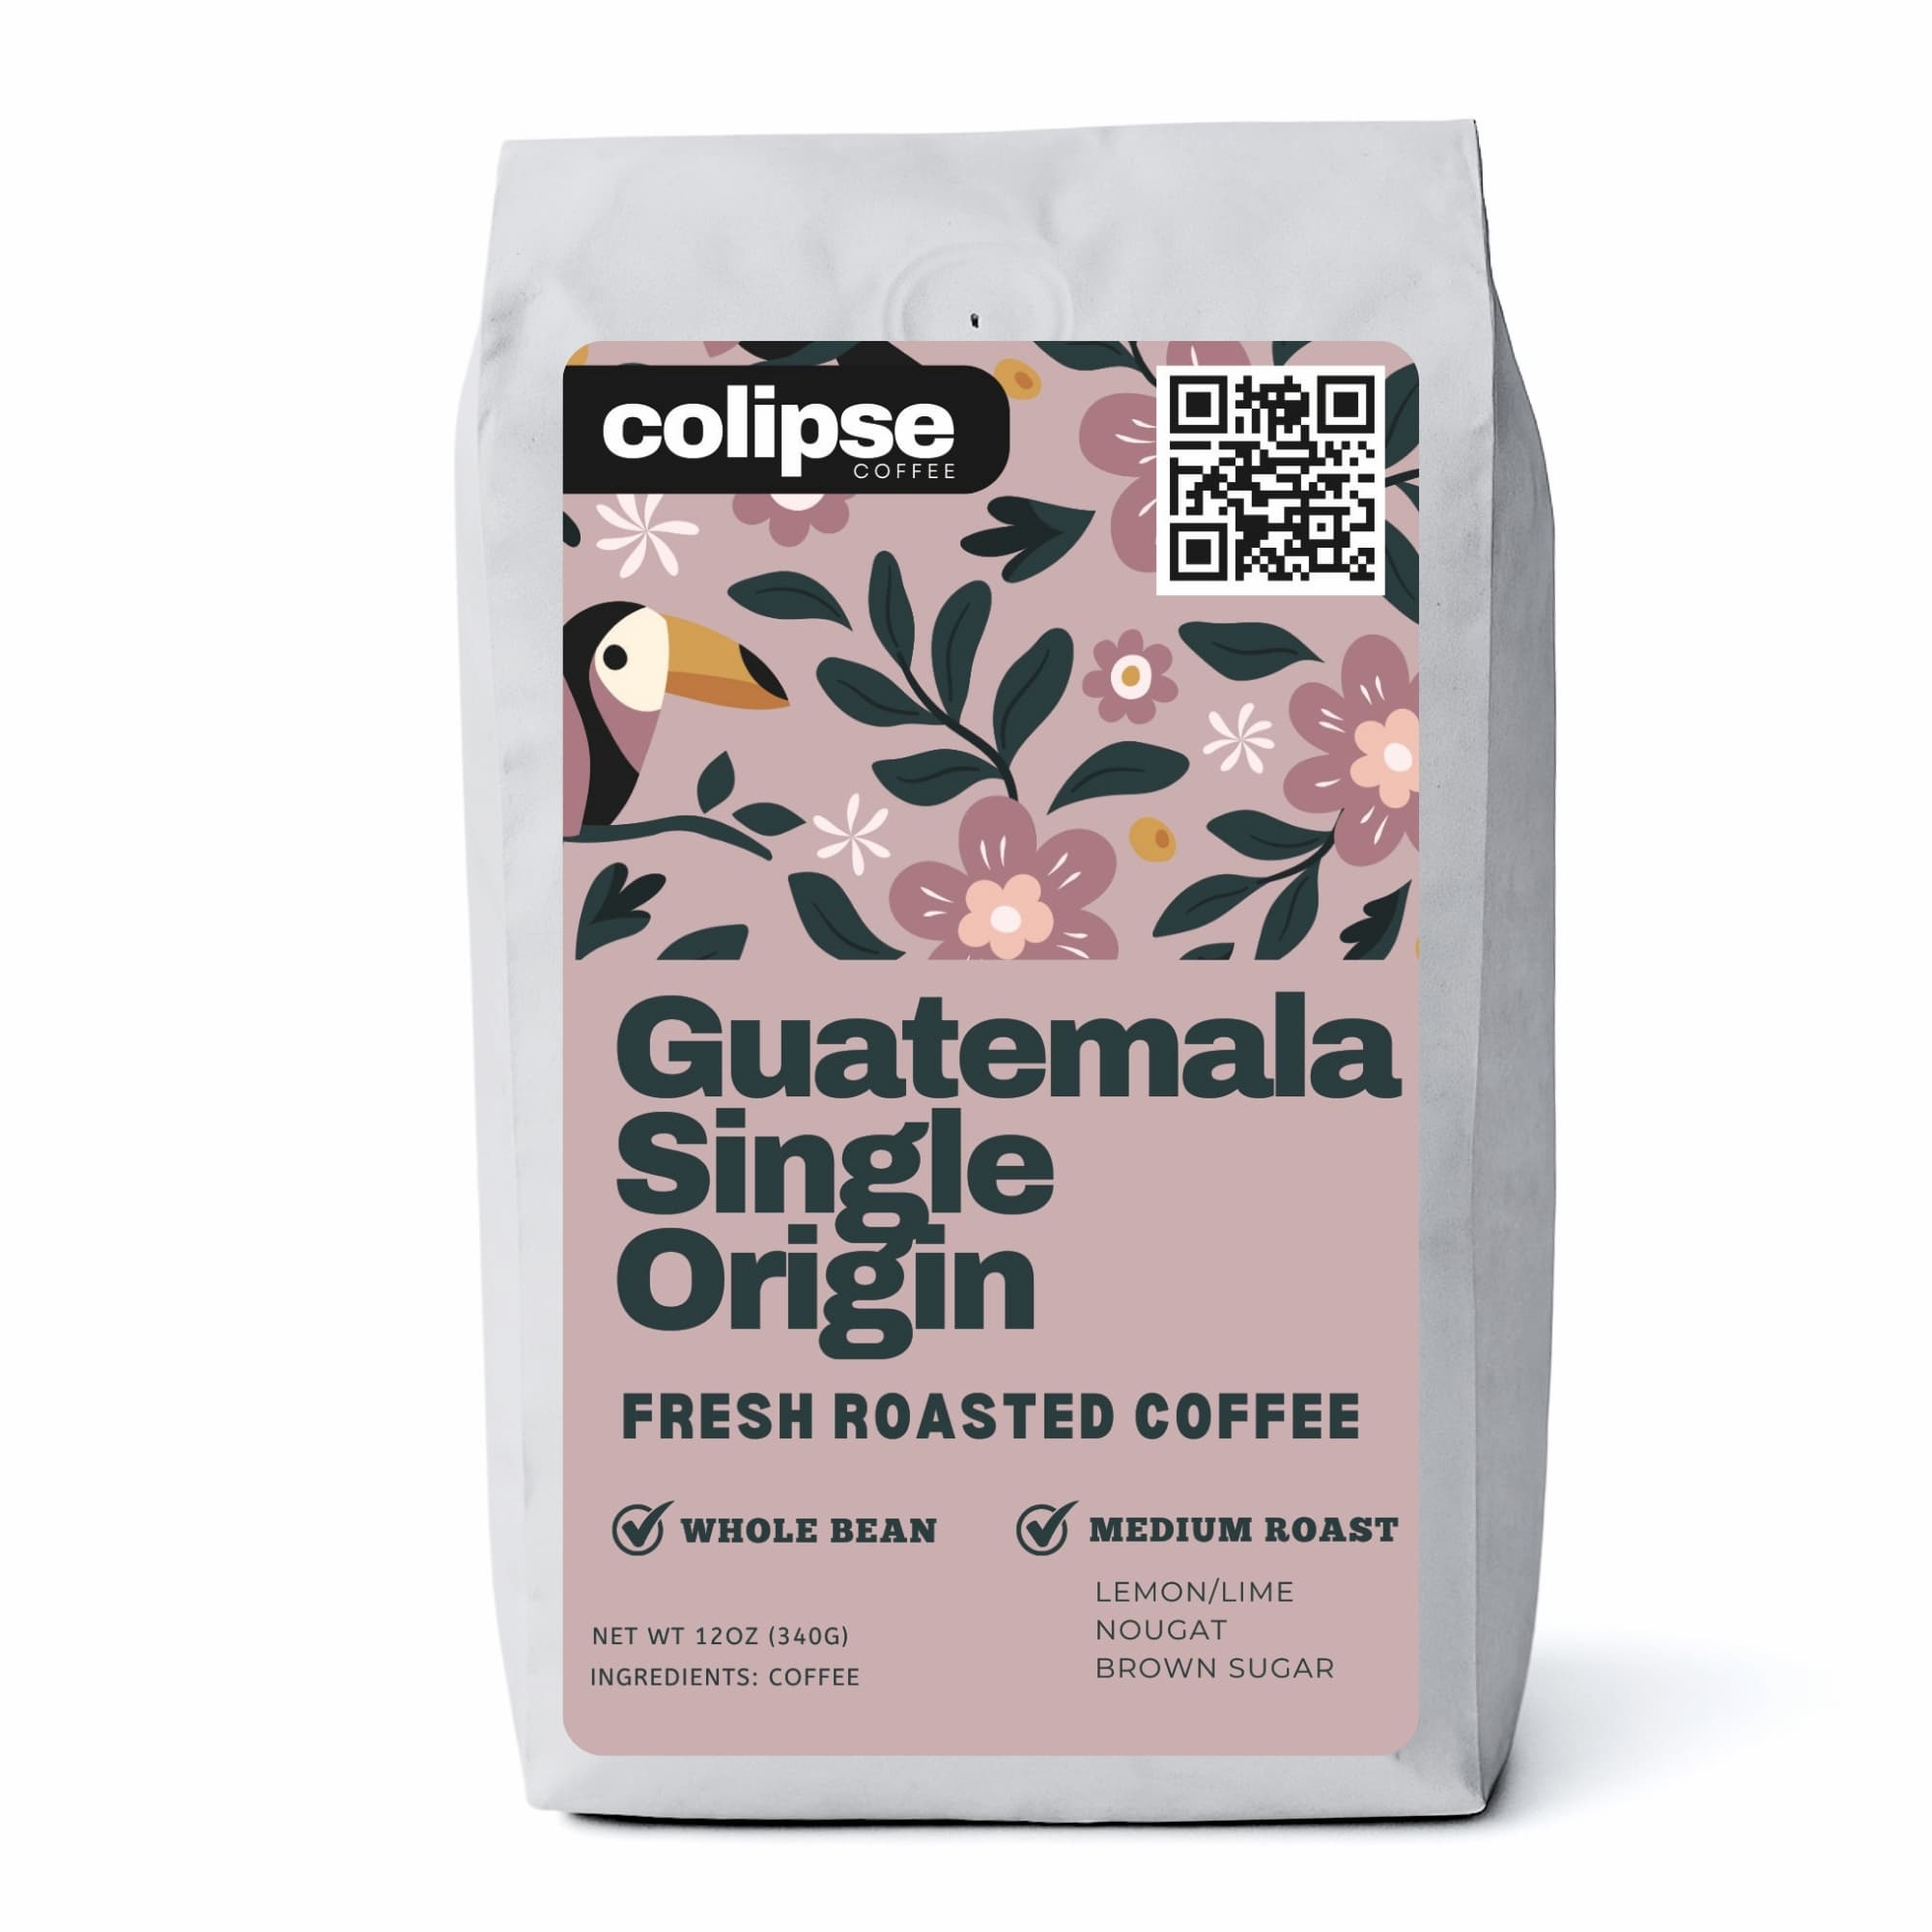 colipse
COFFEE
Guatemala
Single
Origin
FRESH ROASTED COFFEE
WHOLE BEAN
MEDIUM ROAST
LEMON/LIME
NOUGAT
BROWN SUGAR
NET WT 12OZ (340G)
INGREDIENTS: COFFEE